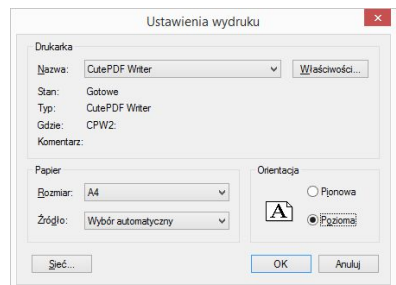 Ustawienia wydruku
Drukarka
Nazwa: CutePDF Writer Właściwości...
Stan: Gotowe
Typ: CutePDF Writer
Gdzie: CPW2:
Komentarz:
Papier
Rozmiar: A4
Źródło: Wybór automatyczny
Orientacja
A
Pionowa
Pozioma
Sieć... OK Anuluj